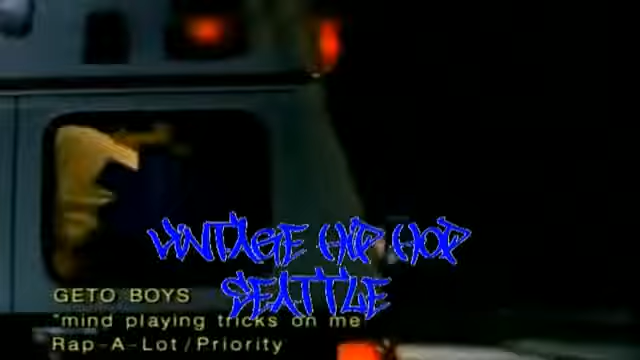 VINTAGE HIP HOP
SEATTLE
GETO BOYS
"mind playing tricks on me"
Rap-A-Lot/Priority